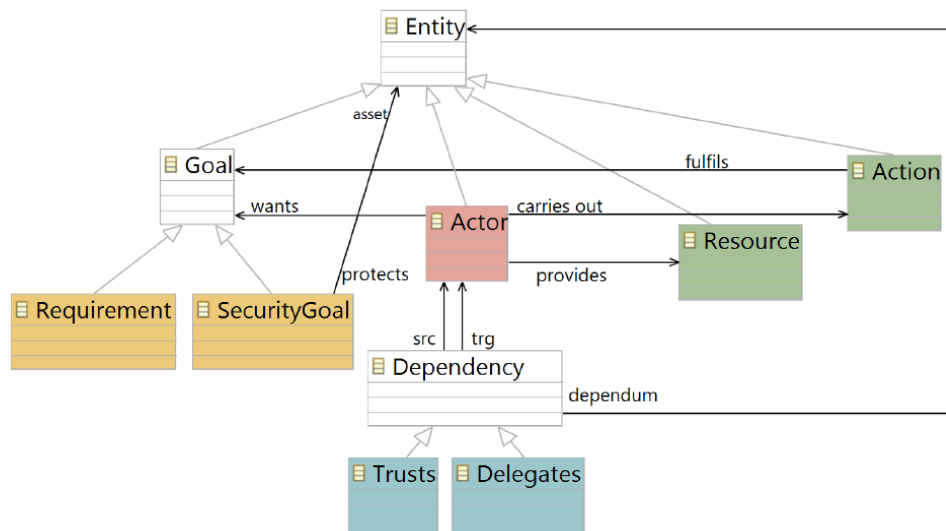 Entity
asset
Goal
fulfils
Action
wants
Actor
carries out
Resource
protects
provides
Requirement
SecurityGoal
src
trg
Dependency
dependum
Trusts
Delegates